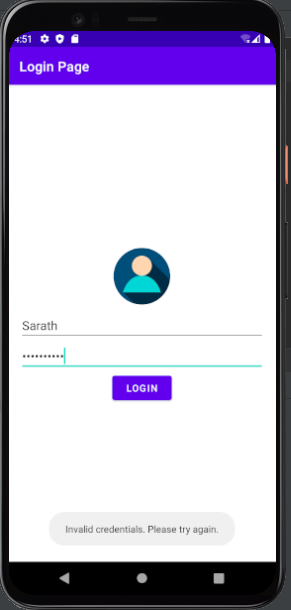 4:51
Login Page
Sarath
••••••••••
LOGIN
Invalid credentials. Please try again.